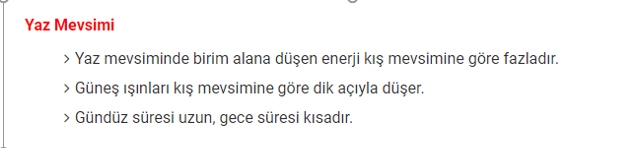 Yaz Mevsimi
> Yaz mevsiminde birim alana düşen enerji kış mevsimine göre fazladır.
> Güneş ışınları kış mevsimine göre dik açıyla düşer.
> Gündüz süresi uzun, gece süresi kısadır.